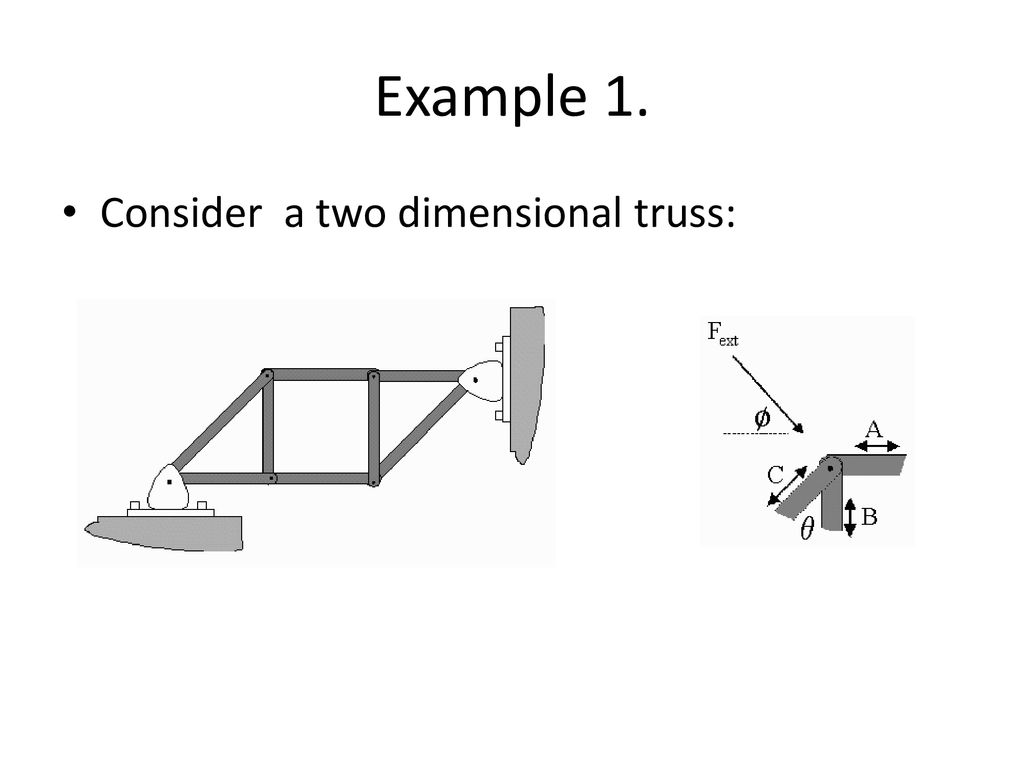 Example 1.
• Consider  a two dimensional truss:
Fext
ϕ
A
C
θ
B